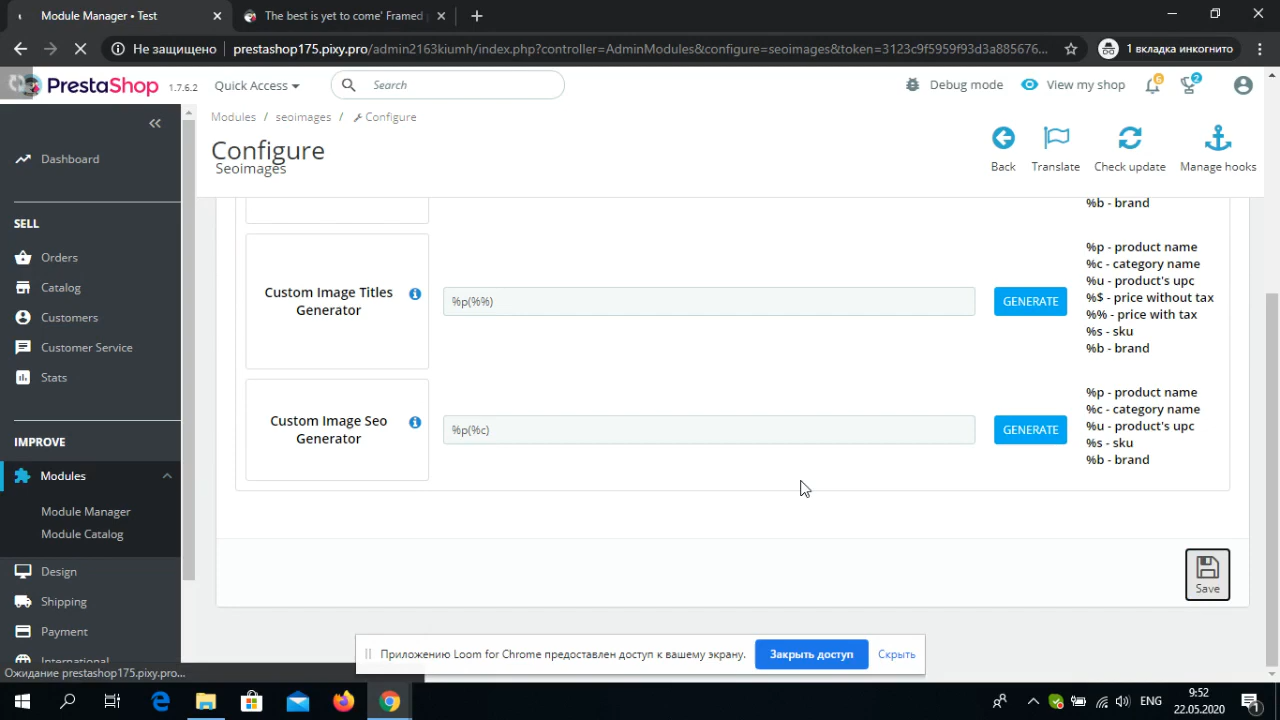 Module Manager • Test
The best is yet to come' Framed
Не защищено
prestashop175.pixy.pro/admin2163kiumh/index.php?controller=AdminModules&configure=seoimages&token=3123c9f5959f93d3a885676...
1 вкладка инкогнито
PrestaShop
1.7.6.2
Quick Access
Search
Debug mode
View my shop
6
2
Modules / seoimages / Configure
Configure
Seoimages
Back
Translate
Check update
Manage hooks
Dashboard
SELL
Orders
Catalog
Customers
Customer Service
Stats
IMPROVE
Modules
Module Manager
Module Catalog
Design
Shipping
Payment
International
%b - brand
Custom Image Titles
Generator
%p(%%)
GENERATE
%p - product name
%c - category name
%u - product's upc
%$ - price without tax
%% - price with tax
%s - sku
%b - brand
Custom Image Seo
Generator
%p(%c)
GENERATE
%p - product name
%c - category name
%u - product's upc
%s - sku
%b - brand
Save
Приложению Loom for Chrome предоставлен доступ к вашему экрану.
Закрыть доступ
Скрыть
Ожидание prestashop175.pixy.pro...
ENG
9:52
22.05.2020
1